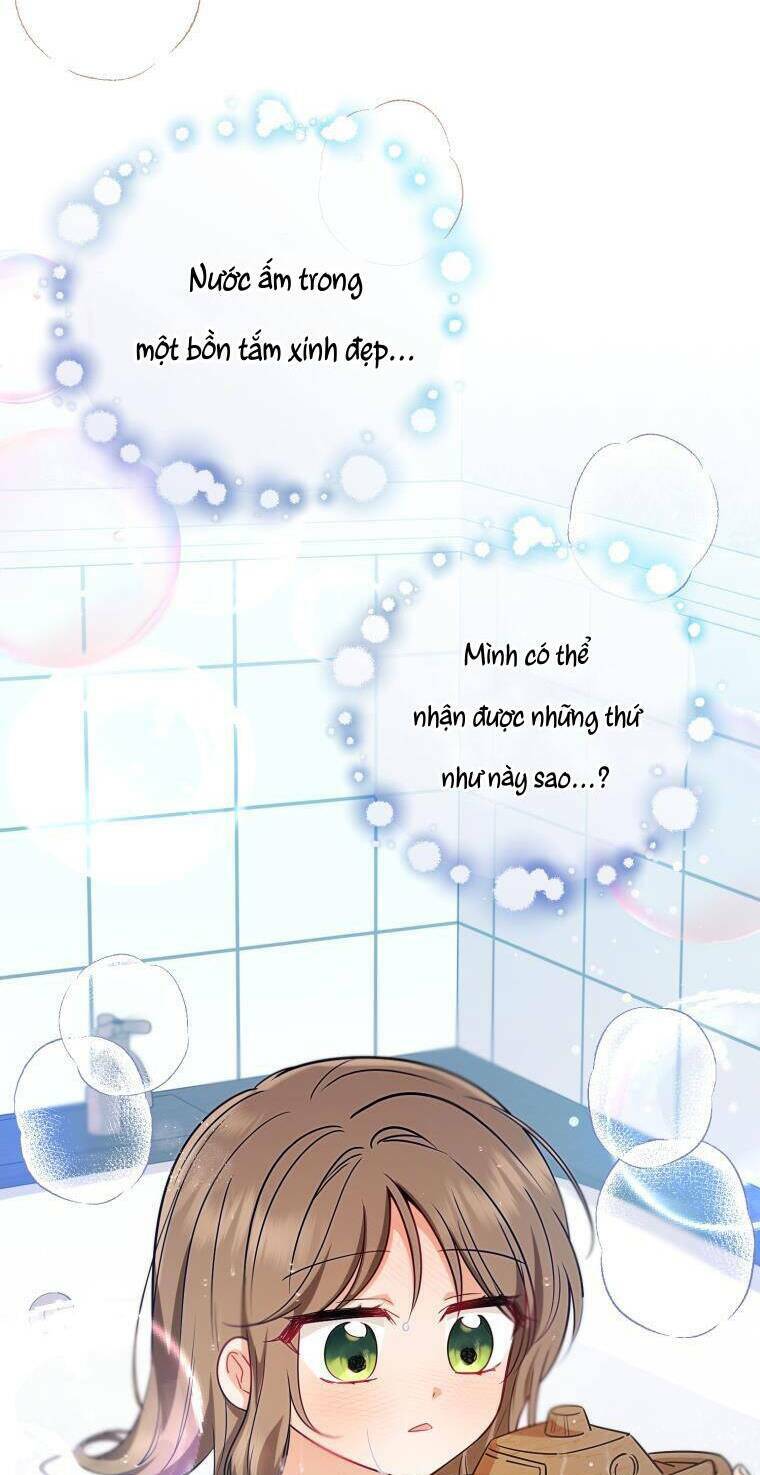 Nước ấm trong
một bồn tắm xinh đẹp...
Mình có thể
nhận được những thứ
như này sao...?